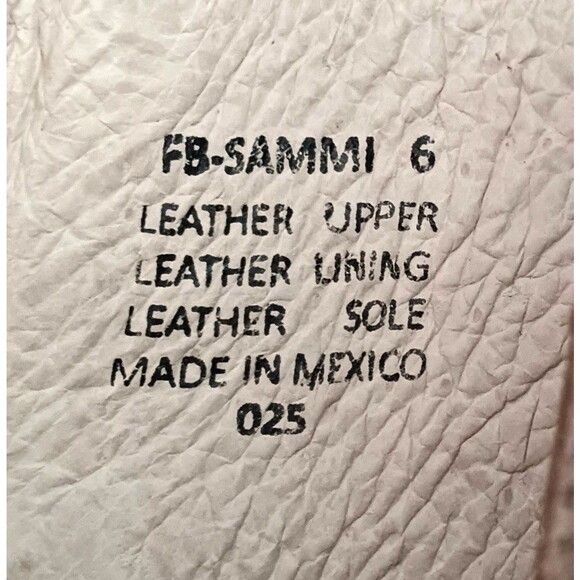 FB-SAMMI 6
LEATHER UPPER
LEATHER LINING
LEATHER SOLE
MADE IN MEXICO
025